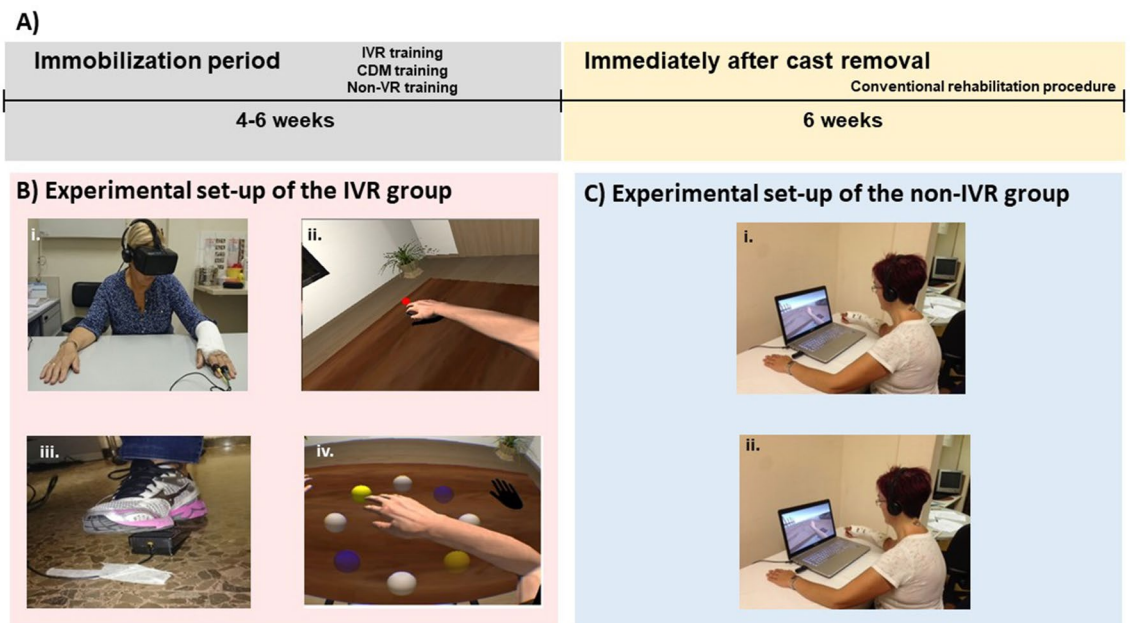 A)
Immobilization period
IVR training
CDM training
Non-VR training
4-6 weeks
Immediately after cast removal
Conventional rehabilitation procedure
6 weeks
B) Experimental set-up of the IVR group
i.
ii.
iii.
iv.
C) Experimental set-up of the non-IVR group
i.
ii.